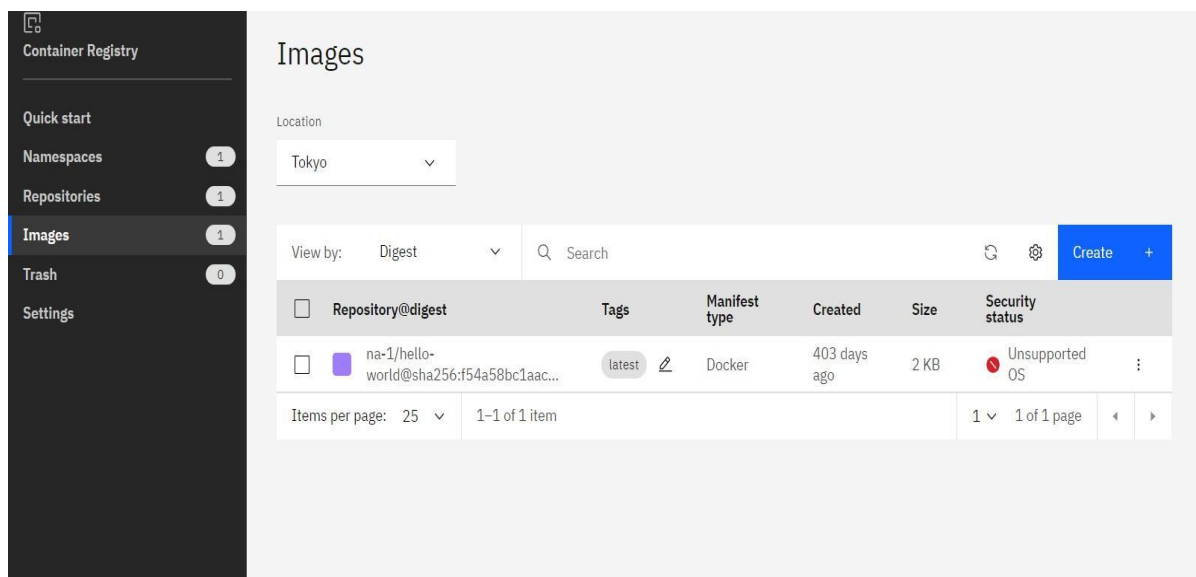 Container Registry
Quick start
Namespaces 1
Repositories 1
Images 1
Trash 0
Settings
Images
Location
Tokyo
View by: Digest Search Create +
Repository@digest Tags Manifest type Created Size Security status
na-1/hello-
world@sha256:f54a58bc1aac... latest Docker 403 days ago 2 KB Unsupported OS
Items per page: 25 1–1 of 1 item 1 1 of 1 page